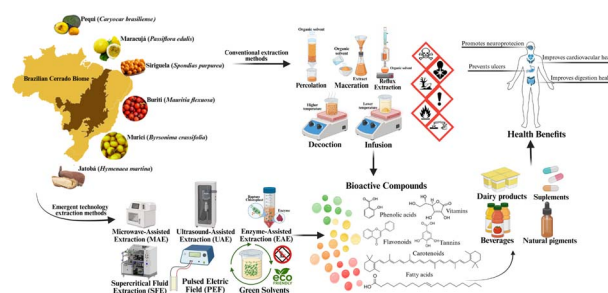 Pequi (Caryocar brasiliense)
Maracujá (Passiflora edulis)
Siriguela (Spondias purpurea)
Brazilian Cerrado Biome
Buriti (Mauritia flexuosa)
Murici (Byrsonima crassifolia)
Jatobá (Hymenaea martina)
Conventional extraction
methods
Organic solvent
Percolation
Organic
solvent
Extract
Maceration
Organic solvent
Reflux
Extraction
Higher
temperature
Decoction
Lower
temperature
Infusion
Promotes neuroprotection
Improves cardiovascular hea
Prevents ulcers
Improves digestion heal
Health Benefits
Emergent technology
extraction methods
Microwave-Assisted
Extraction (MAE)
Ultrasound-Assisted
Extraction (UAE)
Enzyme
Enzyme-Assisted
Extraction (EAE)
Supercritical Fluid
Extraction (SFE)
Pulsed Eletric
Field (PEF)
eco
FRIENDLY
Green Solvents
Bioactive Compounds
Phenolic acids
Vitamins
Flavonoids
Tannins
Carotenoids
Fatty acids
Dairy products
Suplements
Beverages
Natural pigments